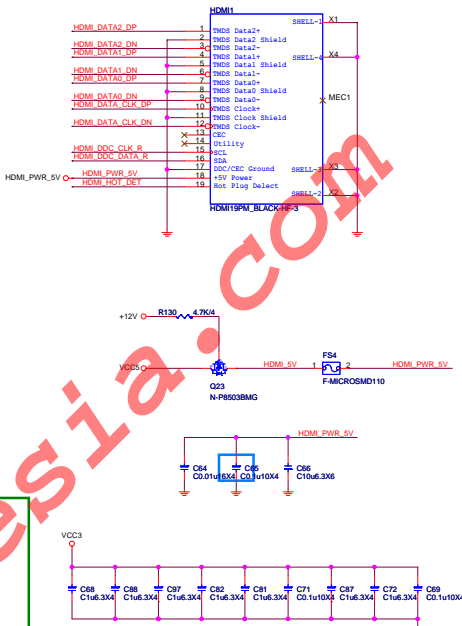 HDMI1
HDMI_DATA2_DP 1 TMDS Data2+ SHELL-1 X1
2 TMDS Data2 Shield
HDMI_DATA2_DN 3 TMDS Data2-
HDMI_DATA1_DP 4 TMDS Data1+ SHELL-4 X4
5 TMDS Data1 Shield
HDMI_DATA1_DN 6 TMDS Data1-
HDMI_DATA0_DP 7 TMDS Data0+
8 TMDS Data0 Shield
HDMI_DATA0_DN 9 TMDS Data0- MEC1
HDMI_DATA_CLK_DP 10 TMDS Clock+
11 TMDS Clock Shield
HDMI_DATA_CLK_DN 12 TMDS Clock-
13 CEC
14 Utility
HDMI_DDC_CLK_R 15 SCL
HDMI_DDC_DATA_R 16 SDA
17 DDC/CEC Ground SHELL-3 X3
HDMI_PWR_5V HDMI_PWR_5V 18 +5V Power
HDMI_HOT_DET 19 Hot Plug Delect SHELL-2 X2
HDMI19PM_BLACK-HF-3
+12V R130 4.7K/4
VCC5 HDMI_5V 1 FS4 2 HDMI_PWR_5V
Q23 F-MICROSMD110
N-P8503BMG
HDMI_PWR_5V
C64 C65 C66
C0.01u16X4 C0.1u10X4 C10u6.3X6
VCC3
C68 C88 C97 C82 C81 C71 C87 C72 C69
C1u6.3X4 C1u6.3X4 C1u6.3X4 C1u6.3X4 C1u6.3X4 C0.1u10X4 C1u6.3X4 C1u6.3X4 C0.1u10X4
esia.com